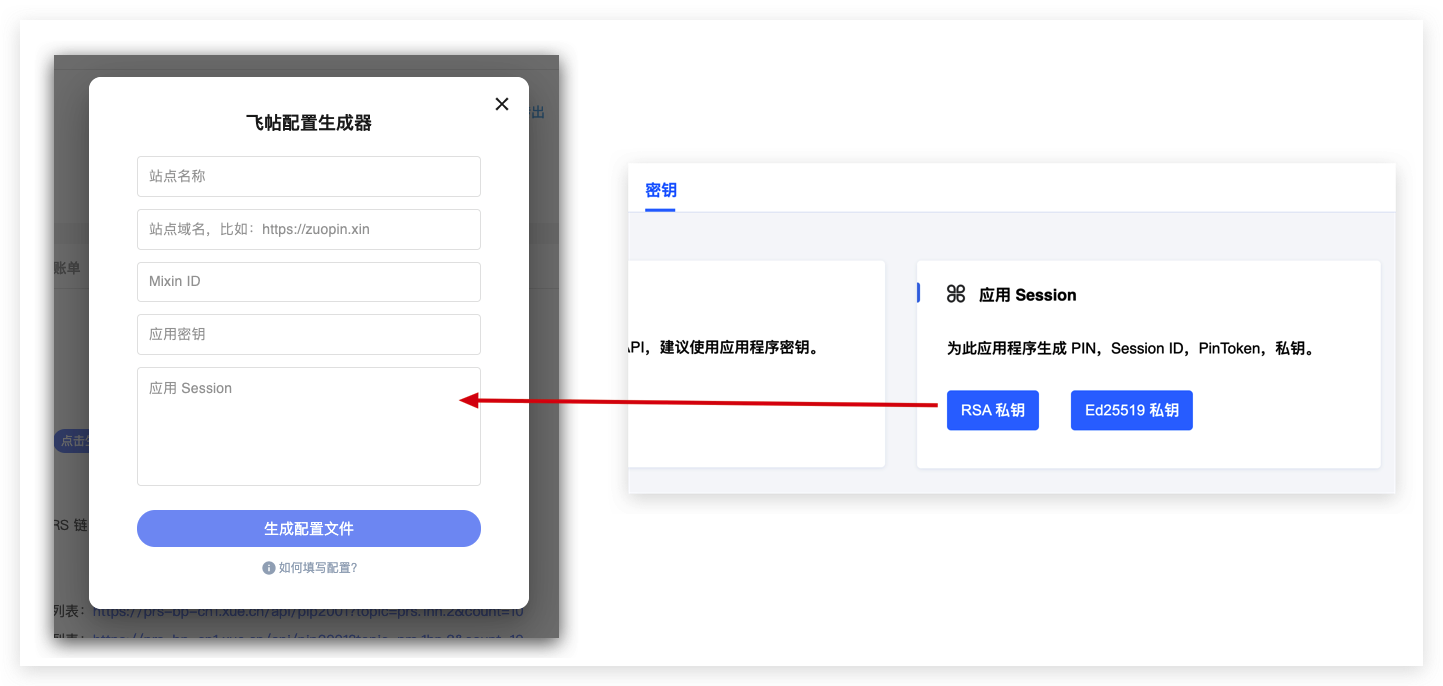 出
飞帖配置生成器
站点名称
站点域名，比如：https://zuopin.xin
Mixin ID
账单
应用密钥
应用 Session
点击
RS 链
生成配置文件
如何填写配置?
列表：https://prs-bp-cn1.xue.cn/api/pip2001?topic=prs.1hn.2&count=10
密钥
应用 Session
API，建议使用应用程序密钥。
为此应用程序生成 PIN，Session ID，PinToken，私钥。
RSA 私钥
Ed25519 私钥